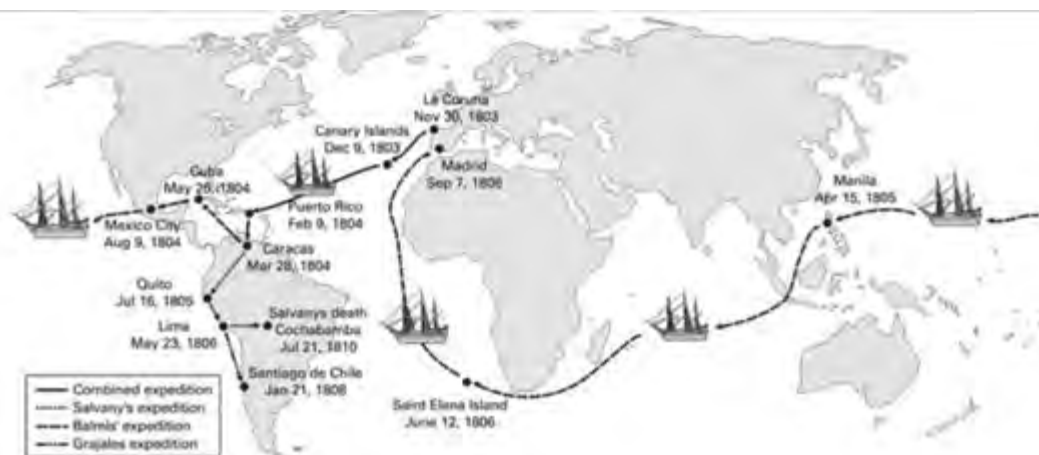 La Coruna
Nov 30, 1803
Canary Islands
Dec 9, 1803
Madrid
Sep 7, 1806
Cuba
May 26, 1804
Puerto Rico
Feb 9, 1804
Manila
Apr 15, 1805
Mexico City
Aug 9, 1804
Caracas
Mar 28, 1804
Quito
Jul 16, 1805
Lima
May 23, 1806
Salvanys death
Cochabamba
Jul 21, 1810
Santiago de Chile
Jan 21, 1808
Saint Elena Island
June 12, 1806
Combined expedition
Salvany's expedition
Balmis' expedition
Grajales expedition